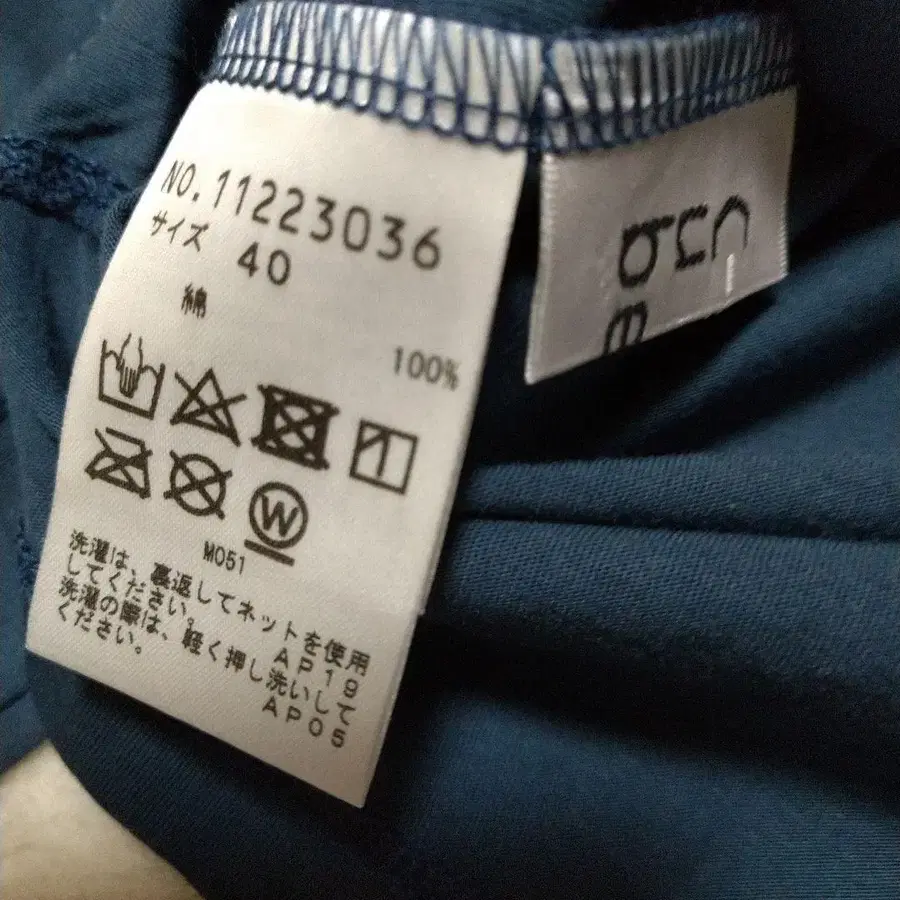 NO.11223036
サイズ 40
綿
100%
W
M051
洗濯は、裏返してネットを使用
してください。 AP19
洗濯の際は、軽く押し洗いして
ください。 AP05